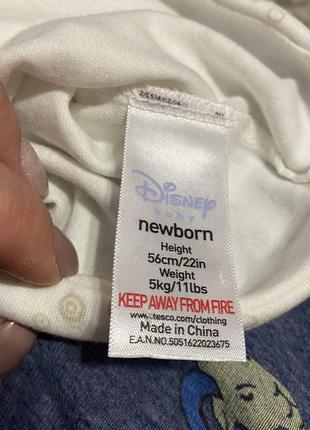 Disney
baby
newborn
Height
56cm/22in
Weight
5kg/11lbs
KEEP AWAY FROM FIRE
.tesco.com/clothing
Made in China
E.A.N.NO.5051622023675